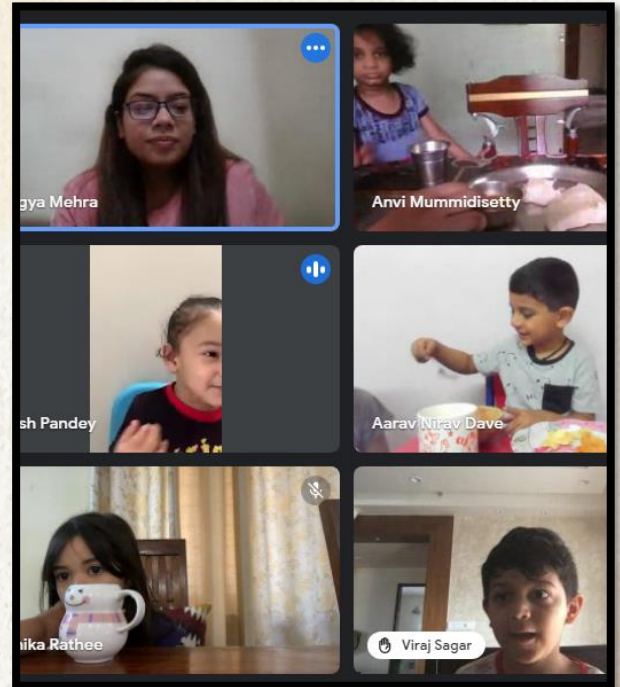 gya Mehra
Anvi Mummidisetty
sh Pandey
Aarav Nirav Dave
ika Rathee
Viraj Sagar